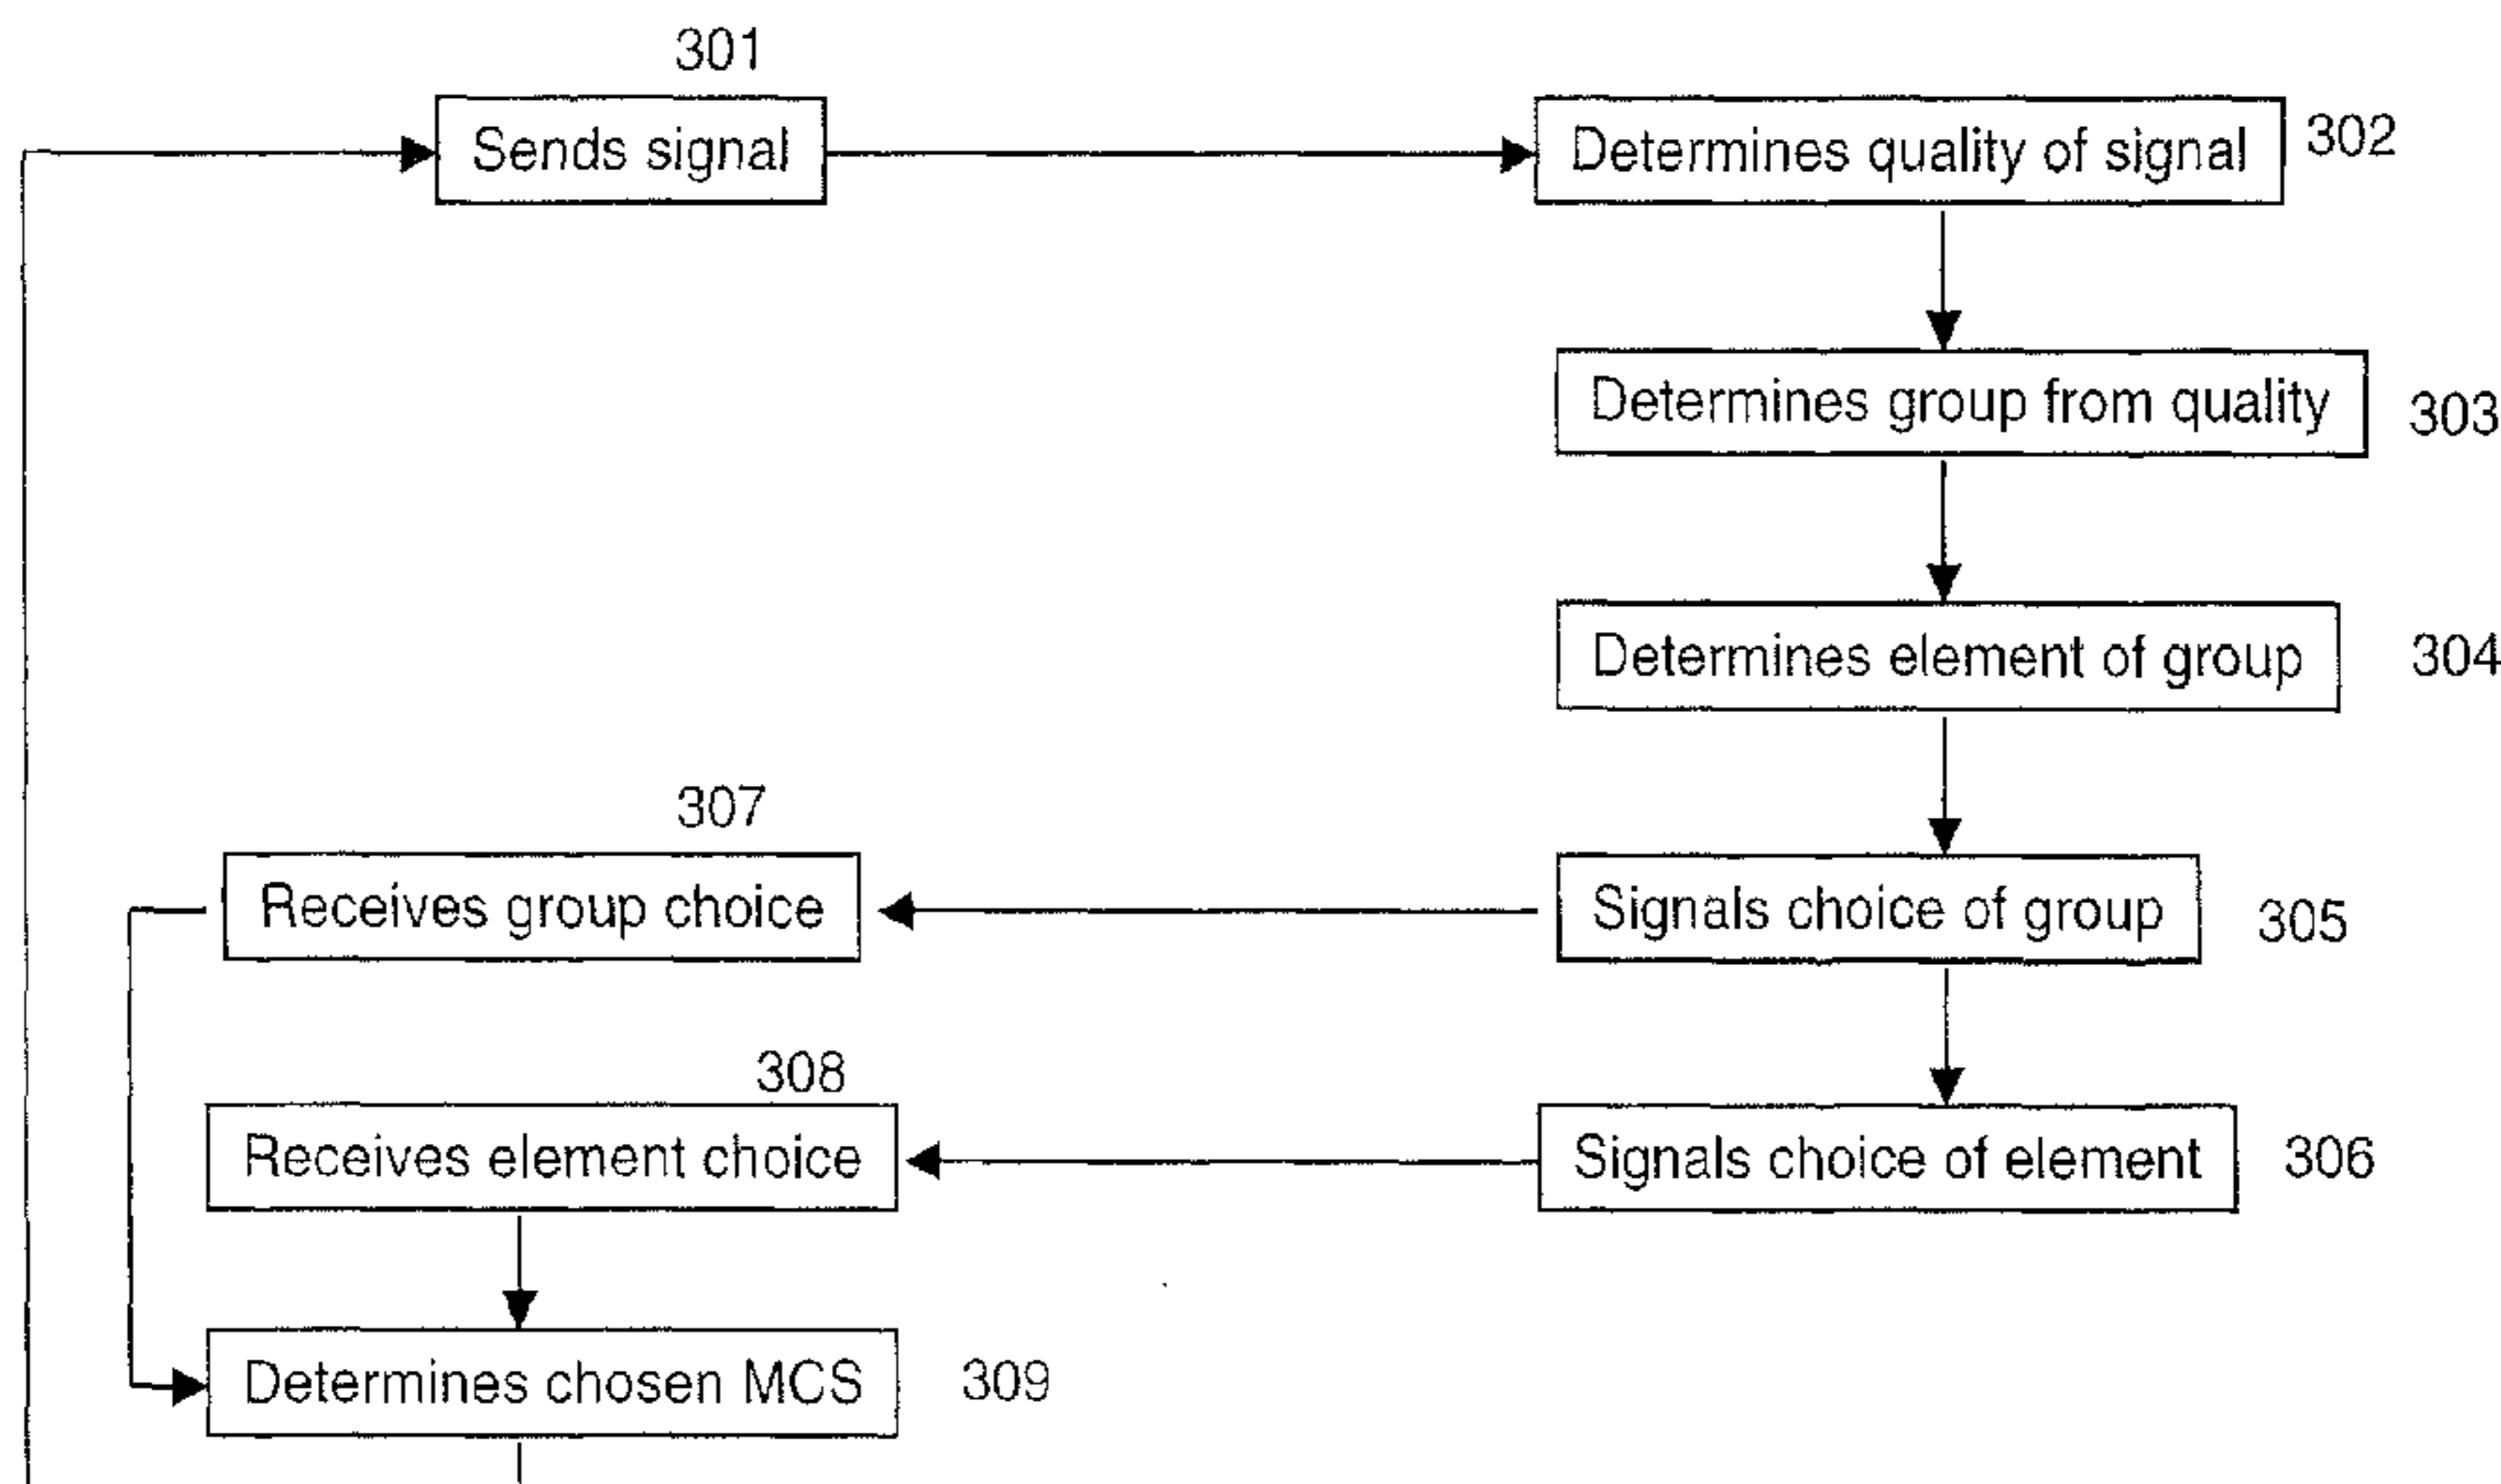 301
Sends signal
Determines quality of signal
302
Determines group from quality
303
Determines element of group
304
307
Receives group choice
Signals choice of group
305
308
Receives element choice
Signals choice of element
306
Determines chosen MCS
309